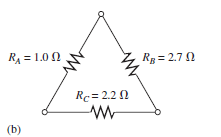 R_A = 1.0 Ω
R_B = 2.7 Ω
R_C = 2.2 Ω
(b)